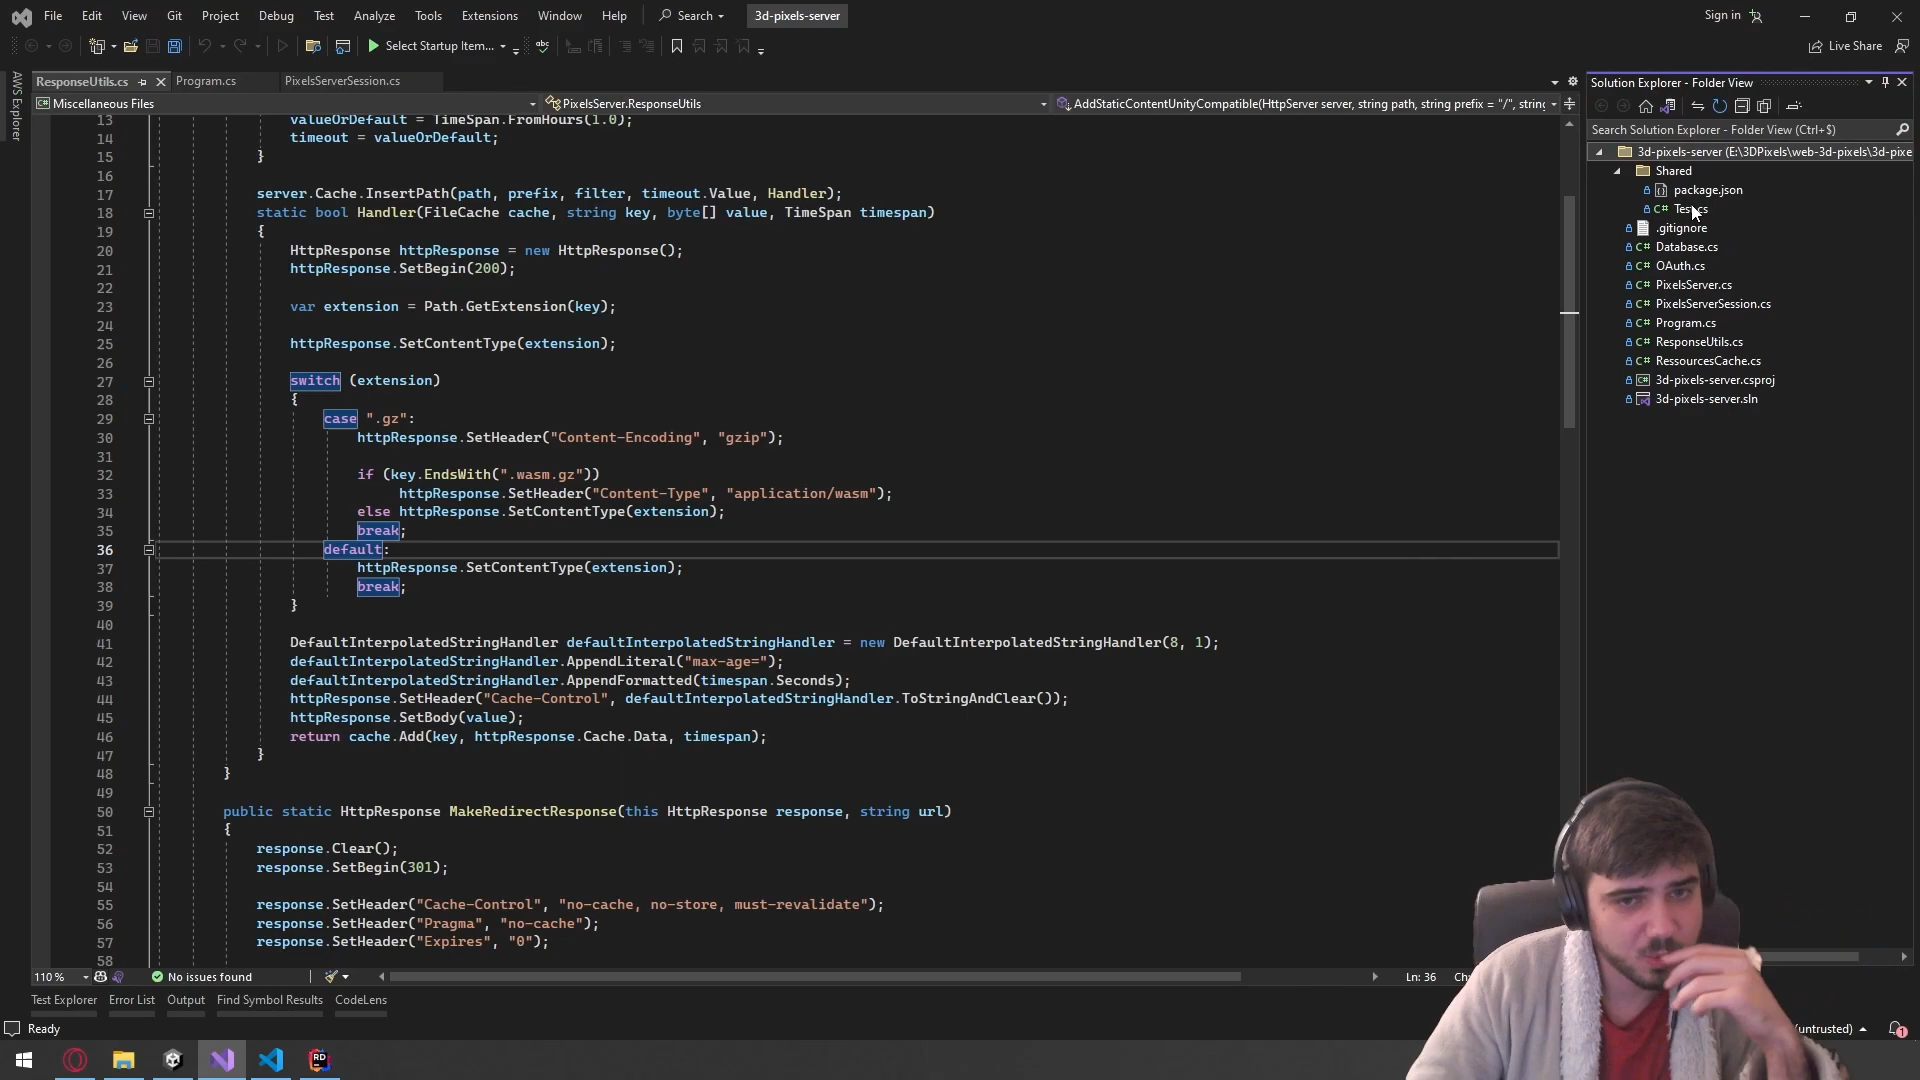 File Edit View Git Project Debug Test Analyze Tools Extensions Window Help Search 3d-pixels-server Sign in
Select Startup Item... Live Share
AWS Explorer
ResponseUtils.cs Program.cs PixelsServerSession.cs
Miscellaneous Files PixelsServer.ResponseUtils AddStaticContentUnityCompatible(HttpServer server, string path, string prefix = "/", string
13 valueOrDefault = TimeSpan.FromHours(1.0);
14 timeout = valueOrDefault;
15 }
16
17 server.Cache.InsertPath(path, prefix, filter, timeout.Value, Handler);
18 static bool Handler(FileCache cache, string key, byte[] value, TimeSpan timespan)
19 {
20 HttpResponse httpResponse = new HttpResponse();
21 httpResponse.SetBegin(200);
22
23 var extension = Path.GetExtension(key);
24
25 httpResponse.SetContentType(extension);
26
27 switch (extension)
28 {
29 case ".gz":
30 httpResponse.SetHeader("Content-Encoding", "gzip");
31
32 if (key.EndsWith(".wasm.gz"))
33 httpResponse.SetHeader("Content-Type", "application/wasm");
34 else httpResponse.SetContentType(extension);
35 break;
36 default:
37 httpResponse.SetContentType(extension);
38 break;
39 }
40
41 DefaultInterpolatedStringHandler defaultInterpolatedStringHandler = new DefaultInterpolatedStringHandler(8, 1);
42 defaultInterpolatedStringHandler.AppendLiteral("max-age=");
43 defaultInterpolatedStringHandler.AppendFormatted(timespan.Seconds);
44 httpResponse.SetHeader("Cache-Control", defaultInterpolatedStringHandler.ToStringAndClear());
45 httpResponse.SetBody(value);
46 return cache.Add(key, httpResponse.Cache.Data, timespan);
47 }
48 }
49
50 public static HttpResponse MakeRedirectResponse(this HttpResponse response, string url)
51 {
52 response.Clear();
53 response.SetBegin(301);
54
55 response.SetHeader("Cache-Control", "no-cache, no-store, must-revalidate");
56 response.SetHeader("Pragma", "no-cache");
57 response.SetHeader("Expires", "0");
58
110 % No issues found Ln: 36
Test Explorer Error List Output Find Symbol Results CodeLens
Ready
Solution Explorer - Folder View
Search Solution Explorer - Folder View (Ctrl+$)
3d-pixels-server (E:\3DPixels\web-3d-pixels\3d-pixe
Shared
package.json
Test.cs
.gitignore
Database.cs
OAuth.cs
PixelsServer.cs
PixelsServerSession.cs
Program.cs
ResponseUtils.cs
RessourcesCache.cs
3d-pixels-server.csproj
3d-pixels-server.sln
(untrusted)
1
RD